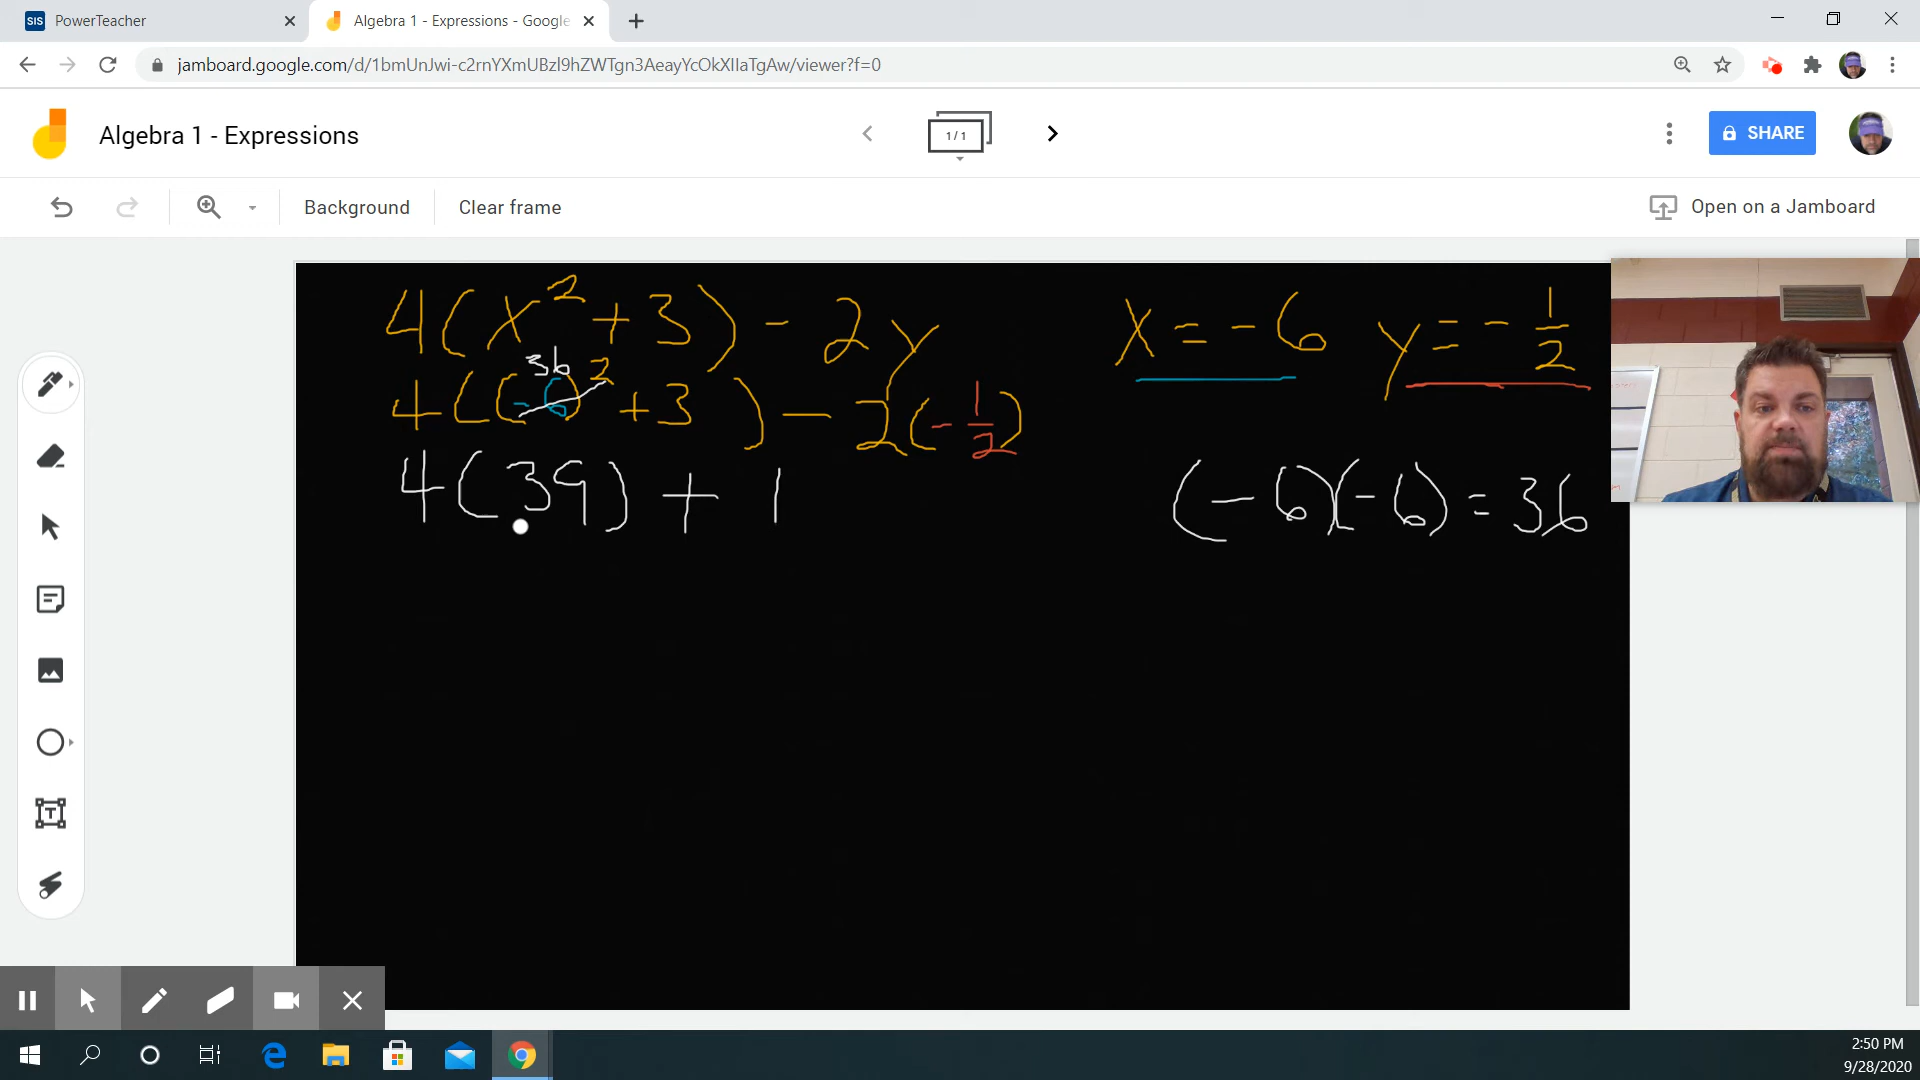 SIS PowerTeacher
Algebra 1 - Expressions - Google
jamboard.google.com/d/1bmUnJwi-c2rnYXmUBzl9hZWTgn3AeayYcOkXIIaTgAw/viewer?f=0
Algebra 1 - Expressions
1 / 1
SHARE
Background
Clear frame
Open on a Jamboard
4(x² + 3) - 2y
x = - 6 y = - 1/2
36
4((-6)² + 3) - 2(-1/2)
4(39) + 1
(-6)(-6) = 36
2:50 PM
9/28/2020